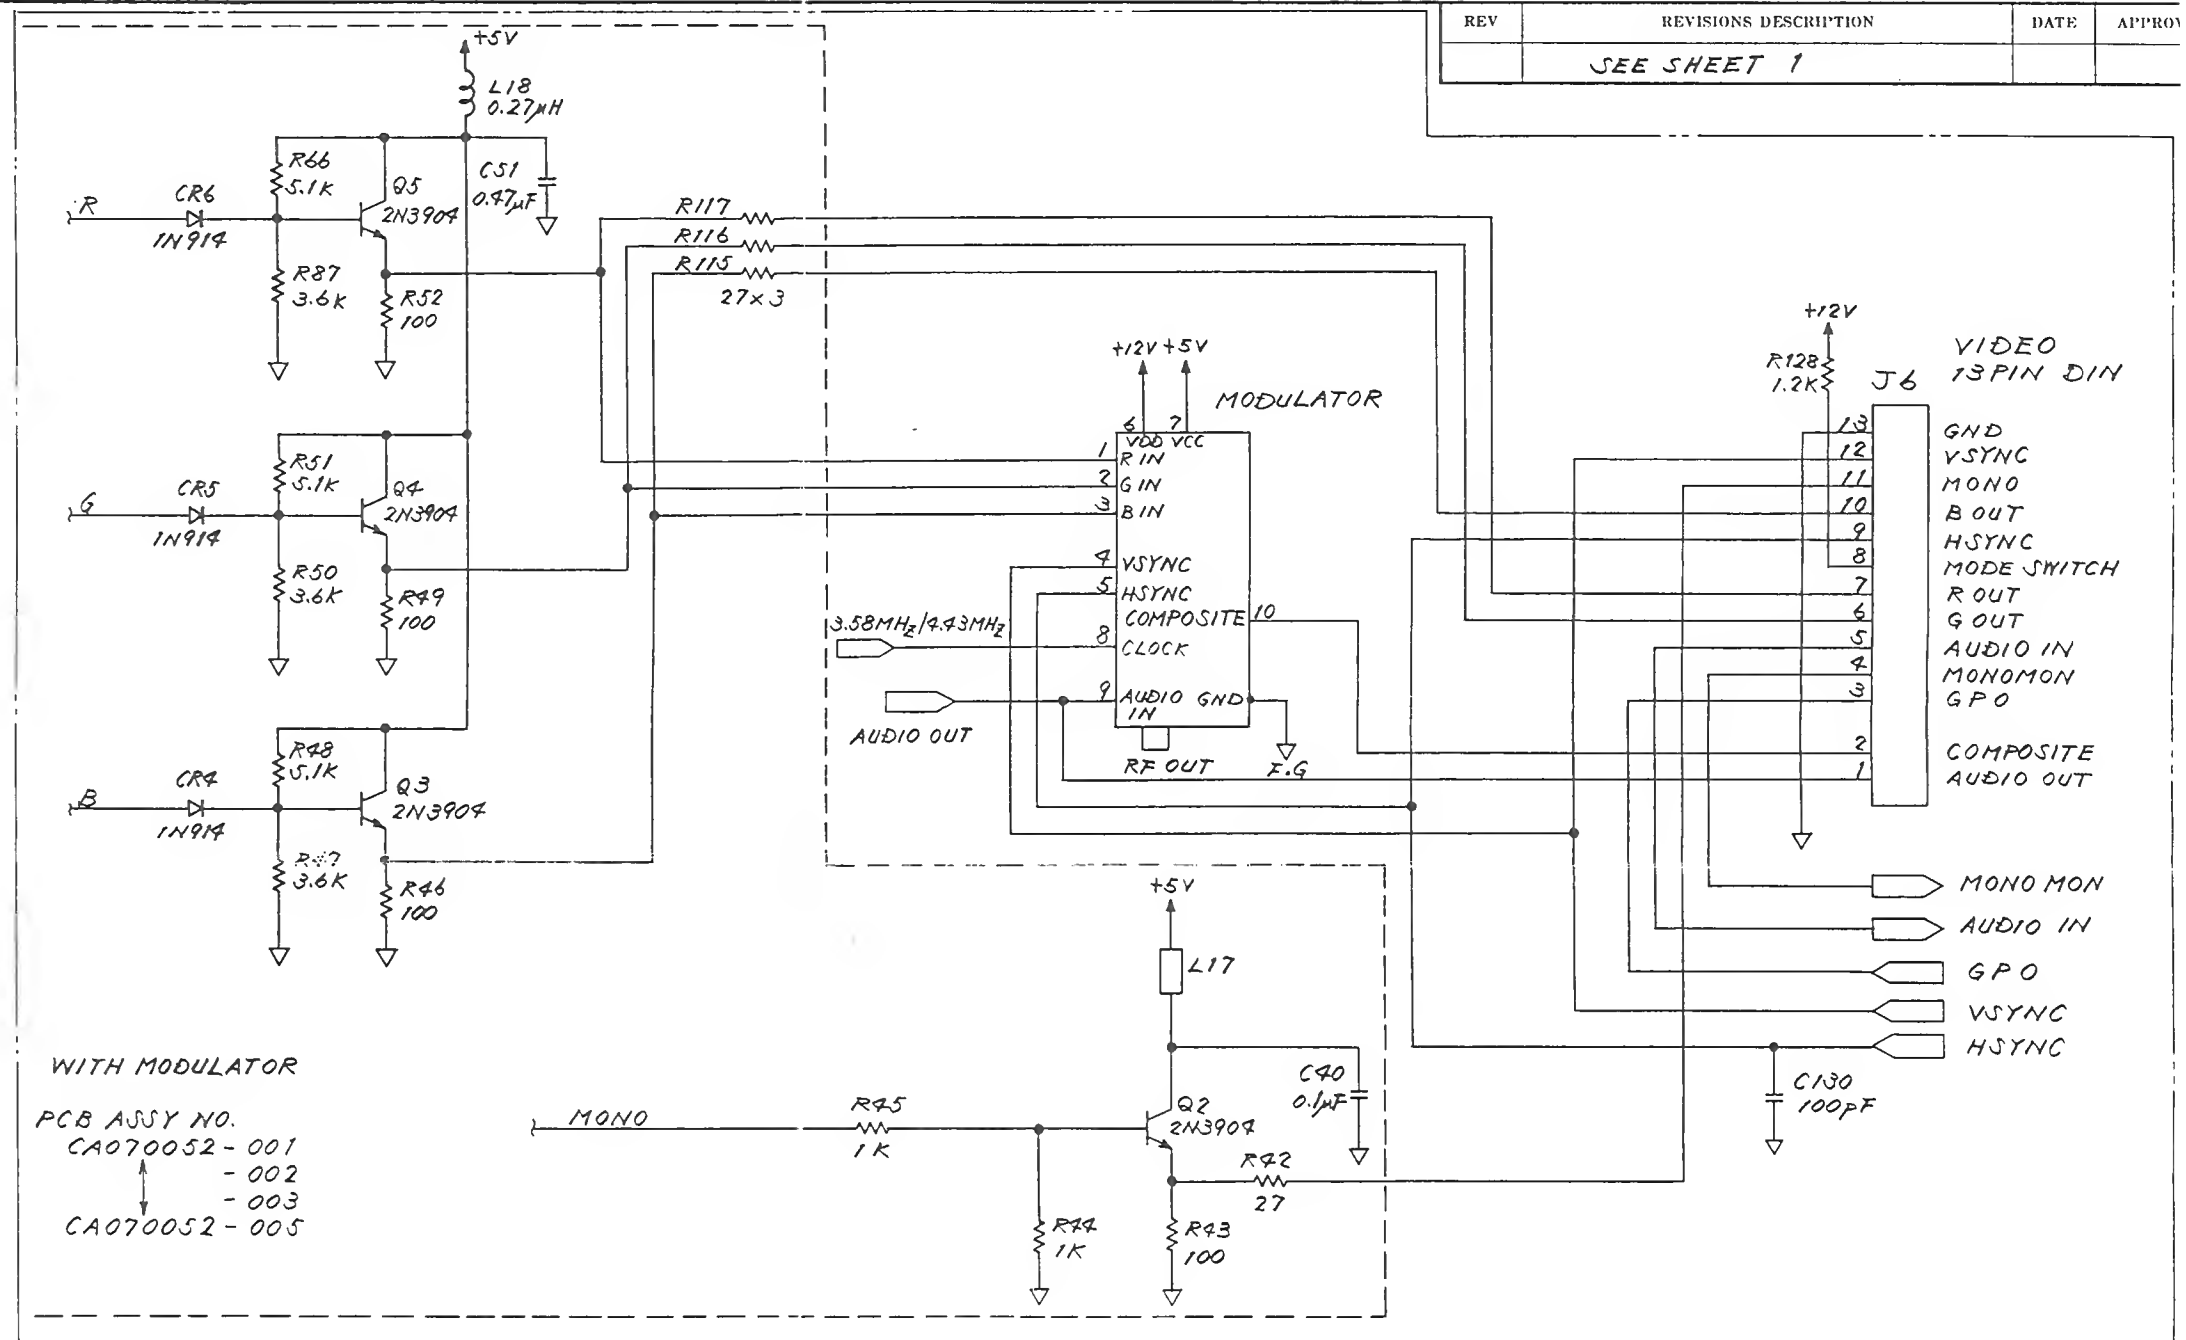 REV REVISIONS DESCRIPTION DATE APPROV
SEE SHEET 1
+5V
L18
0.27µH
R66
5.1K
C51
0.47µF
Q5
2N3904
R
CR6
1N914
R87
3.6K
R52
100
R117
R116
R115
27x3
R51
5.1K
Q4
2N3904
G
CR5
1N914
R50
3.6K
R49
100
R48
5.1K
Q3
2N3904
B
CR4
1N914
R47
3.6K
R46
100
+12V +5V
MODULATOR
6 7
VDD VCC
1 R IN
2 G IN
3 B IN
4 VSYNC
5 HSYNC
COMPOSITE 10
3.58MHz/4.43MHz
8 CLOCK
9 AUDIO IN
GND
AUDIO OUT
RF OUT
F.G
+12V
R128
1.2K
J6
VIDEO
13PIN DIN
13 GND
12 VSYNC
11 MONO
10 B OUT
9 HSYNC
8 MODE SWITCH
7 R OUT
6 G OUT
5 AUDIO IN
4 MONOMON
3 GPO
2 COMPOSITE
1 AUDIO OUT
MONO MON
AUDIO IN
GPO
VSYNC
HSYNC
C130
100pF
+5V
L17
C40
0.1µF
Q2
2N3904
MONO
R45
1K
R44
1K
R42
27
R43
100
WITH MODULATOR
PCB ASSY NO.
CA070052-001
-002
-003
CA070052-005